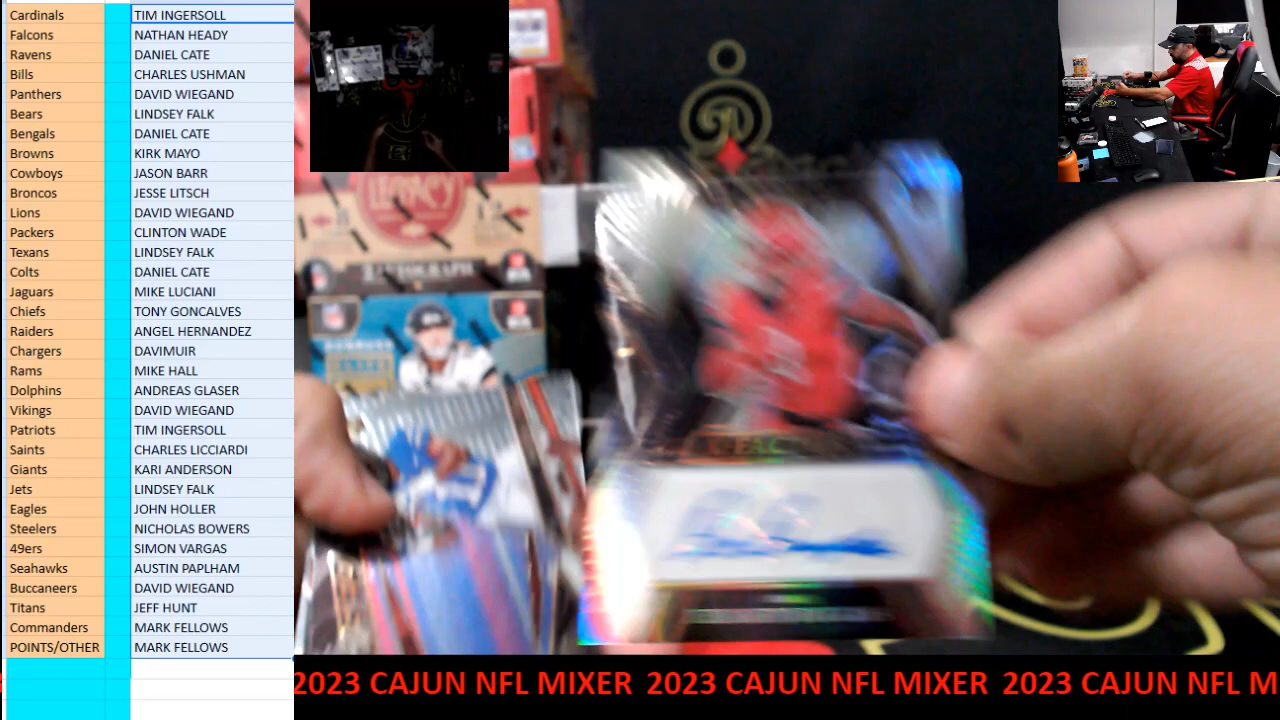 Cardinals TIM INGERSOLL
Falcons NATHAN HEADY
Ravens DANIEL CATE
Bills CHARLES USHMAN
Panthers DAVID WIEGAND
Bears LINDSEY FALK
Bengals DANIEL CATE
Browns KIRK MAYO
Cowboys JASON BARR
Broncos JESSE LITSCH
Lions DAVID WIEGAND
Packers CLINTON WADE
Texans LINDSEY FALK
Colts DANIEL CATE
Jaguars MIKE LUCIANI
Chiefs TONY GONCALVES
Raiders ANGEL HERNANDEZ
Chargers DAVIMUIR
Rams MIKE HALL
Dolphins ANDREAS GLASER
Vikings DAVID WIEGAND
Patriots TIM INGERSOLL
Saints CHARLES LICCIARDI
Giants KARI ANDERSON
Jets LINDSEY FALK
Eagles JOHN HOLLER
Steelers NICHOLAS BOWERS
49ers SIMON VARGAS
Seahawks AUSTIN PAPLHAM
Buccaneers DAVID WIEGAND
Titans JEFF HUNT
Commanders MARK FELLOWS
POINTS/OTHER MARK FELLOWS
LEGACY
2023 CAJUN NFL MIXER 2023 CAJUN NFL MIXER 2023 CAJUN NFL M